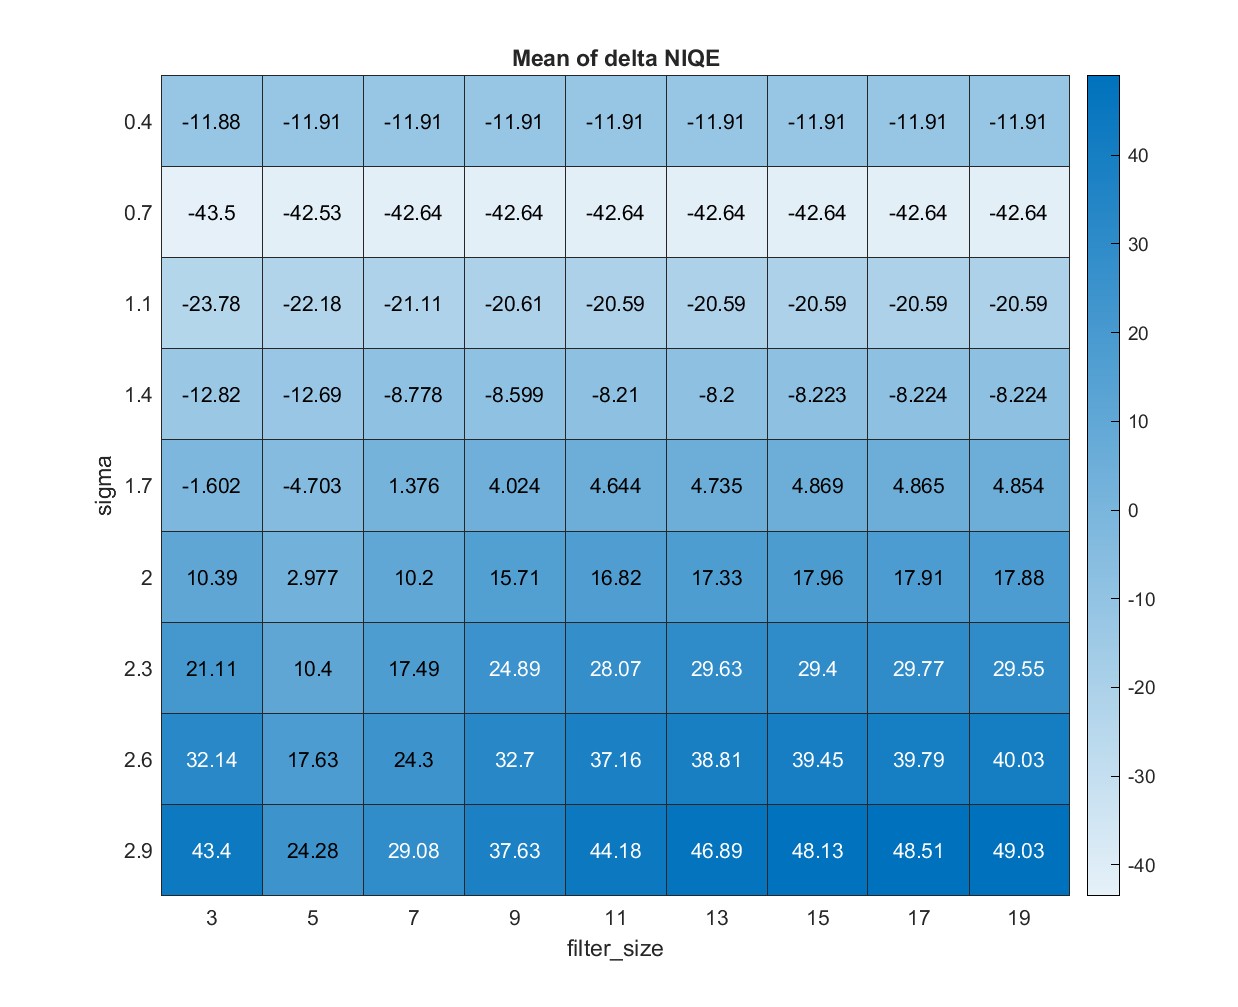 Mean of delta NIQE
0.4 -11.88 -11.91 -11.91 -11.91 -11.91 -11.91 -11.91 -11.91 -11.91
0.7 -43.5 -42.53 -42.64 -42.64 -42.64 -42.64 -42.64 -42.64 -42.64
1.1 -23.78 -22.18 -21.11 -20.61 -20.59 -20.59 -20.59 -20.59 -20.59
1.4 -12.82 -12.69 -8.778 -8.599 -8.21 -8.2 -8.223 -8.224 -8.224
1.7 -1.602 -4.703 1.376 4.024 4.644 4.735 4.869 4.865 4.854
2 10.39 2.977 10.2 15.71 16.82 17.33 17.96 17.91 17.88
2.3 21.11 10.4 17.49 24.89 28.07 29.63 29.4 29.77 29.55
2.6 32.14 17.63 24.3 32.7 37.16 38.81 39.45 39.79 40.03
2.9 43.4 24.28 29.08 37.63 44.18 46.89 48.13 48.51 49.03
3 5 7 9 11 13 15 17 19
filter_size
sigma
40
30
20
10
0
-10
-20
-30
-40